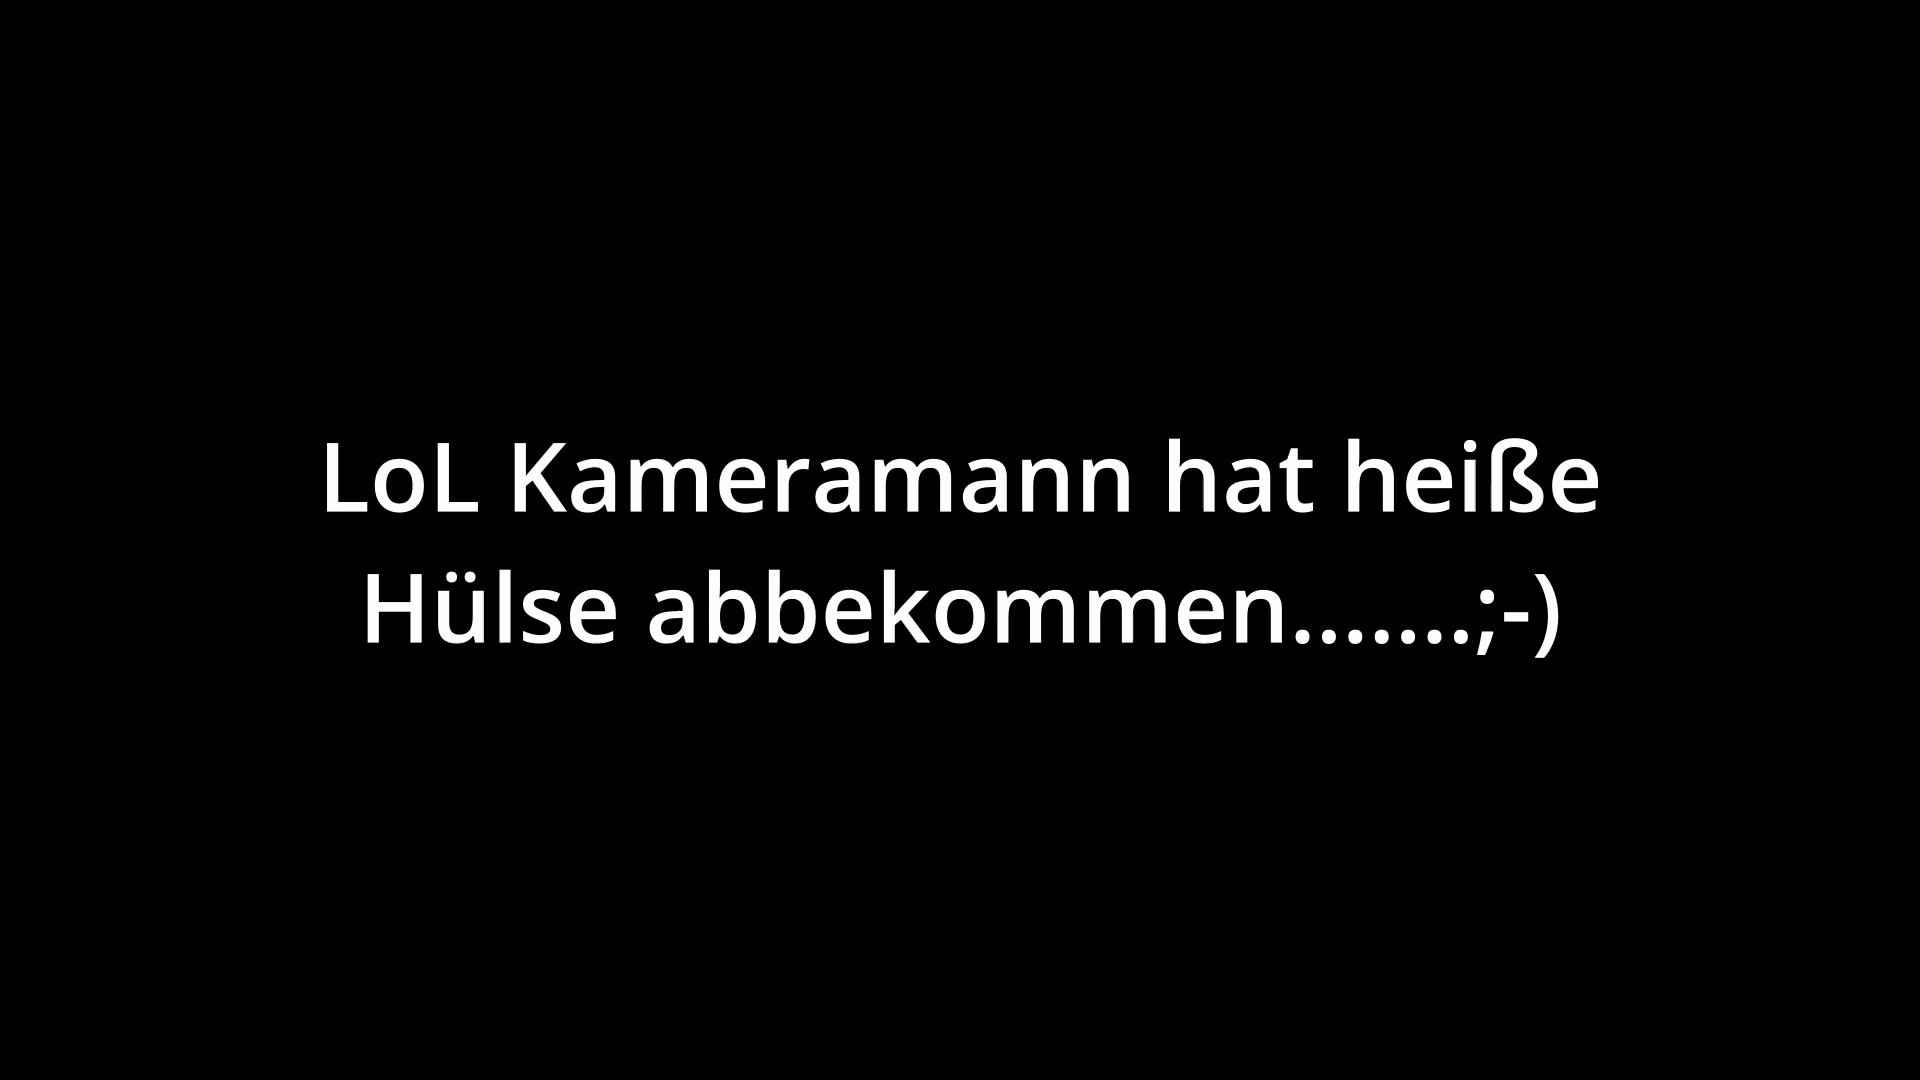 LoL Kameramann hat heiße
Hülse abbekommen.......;-)